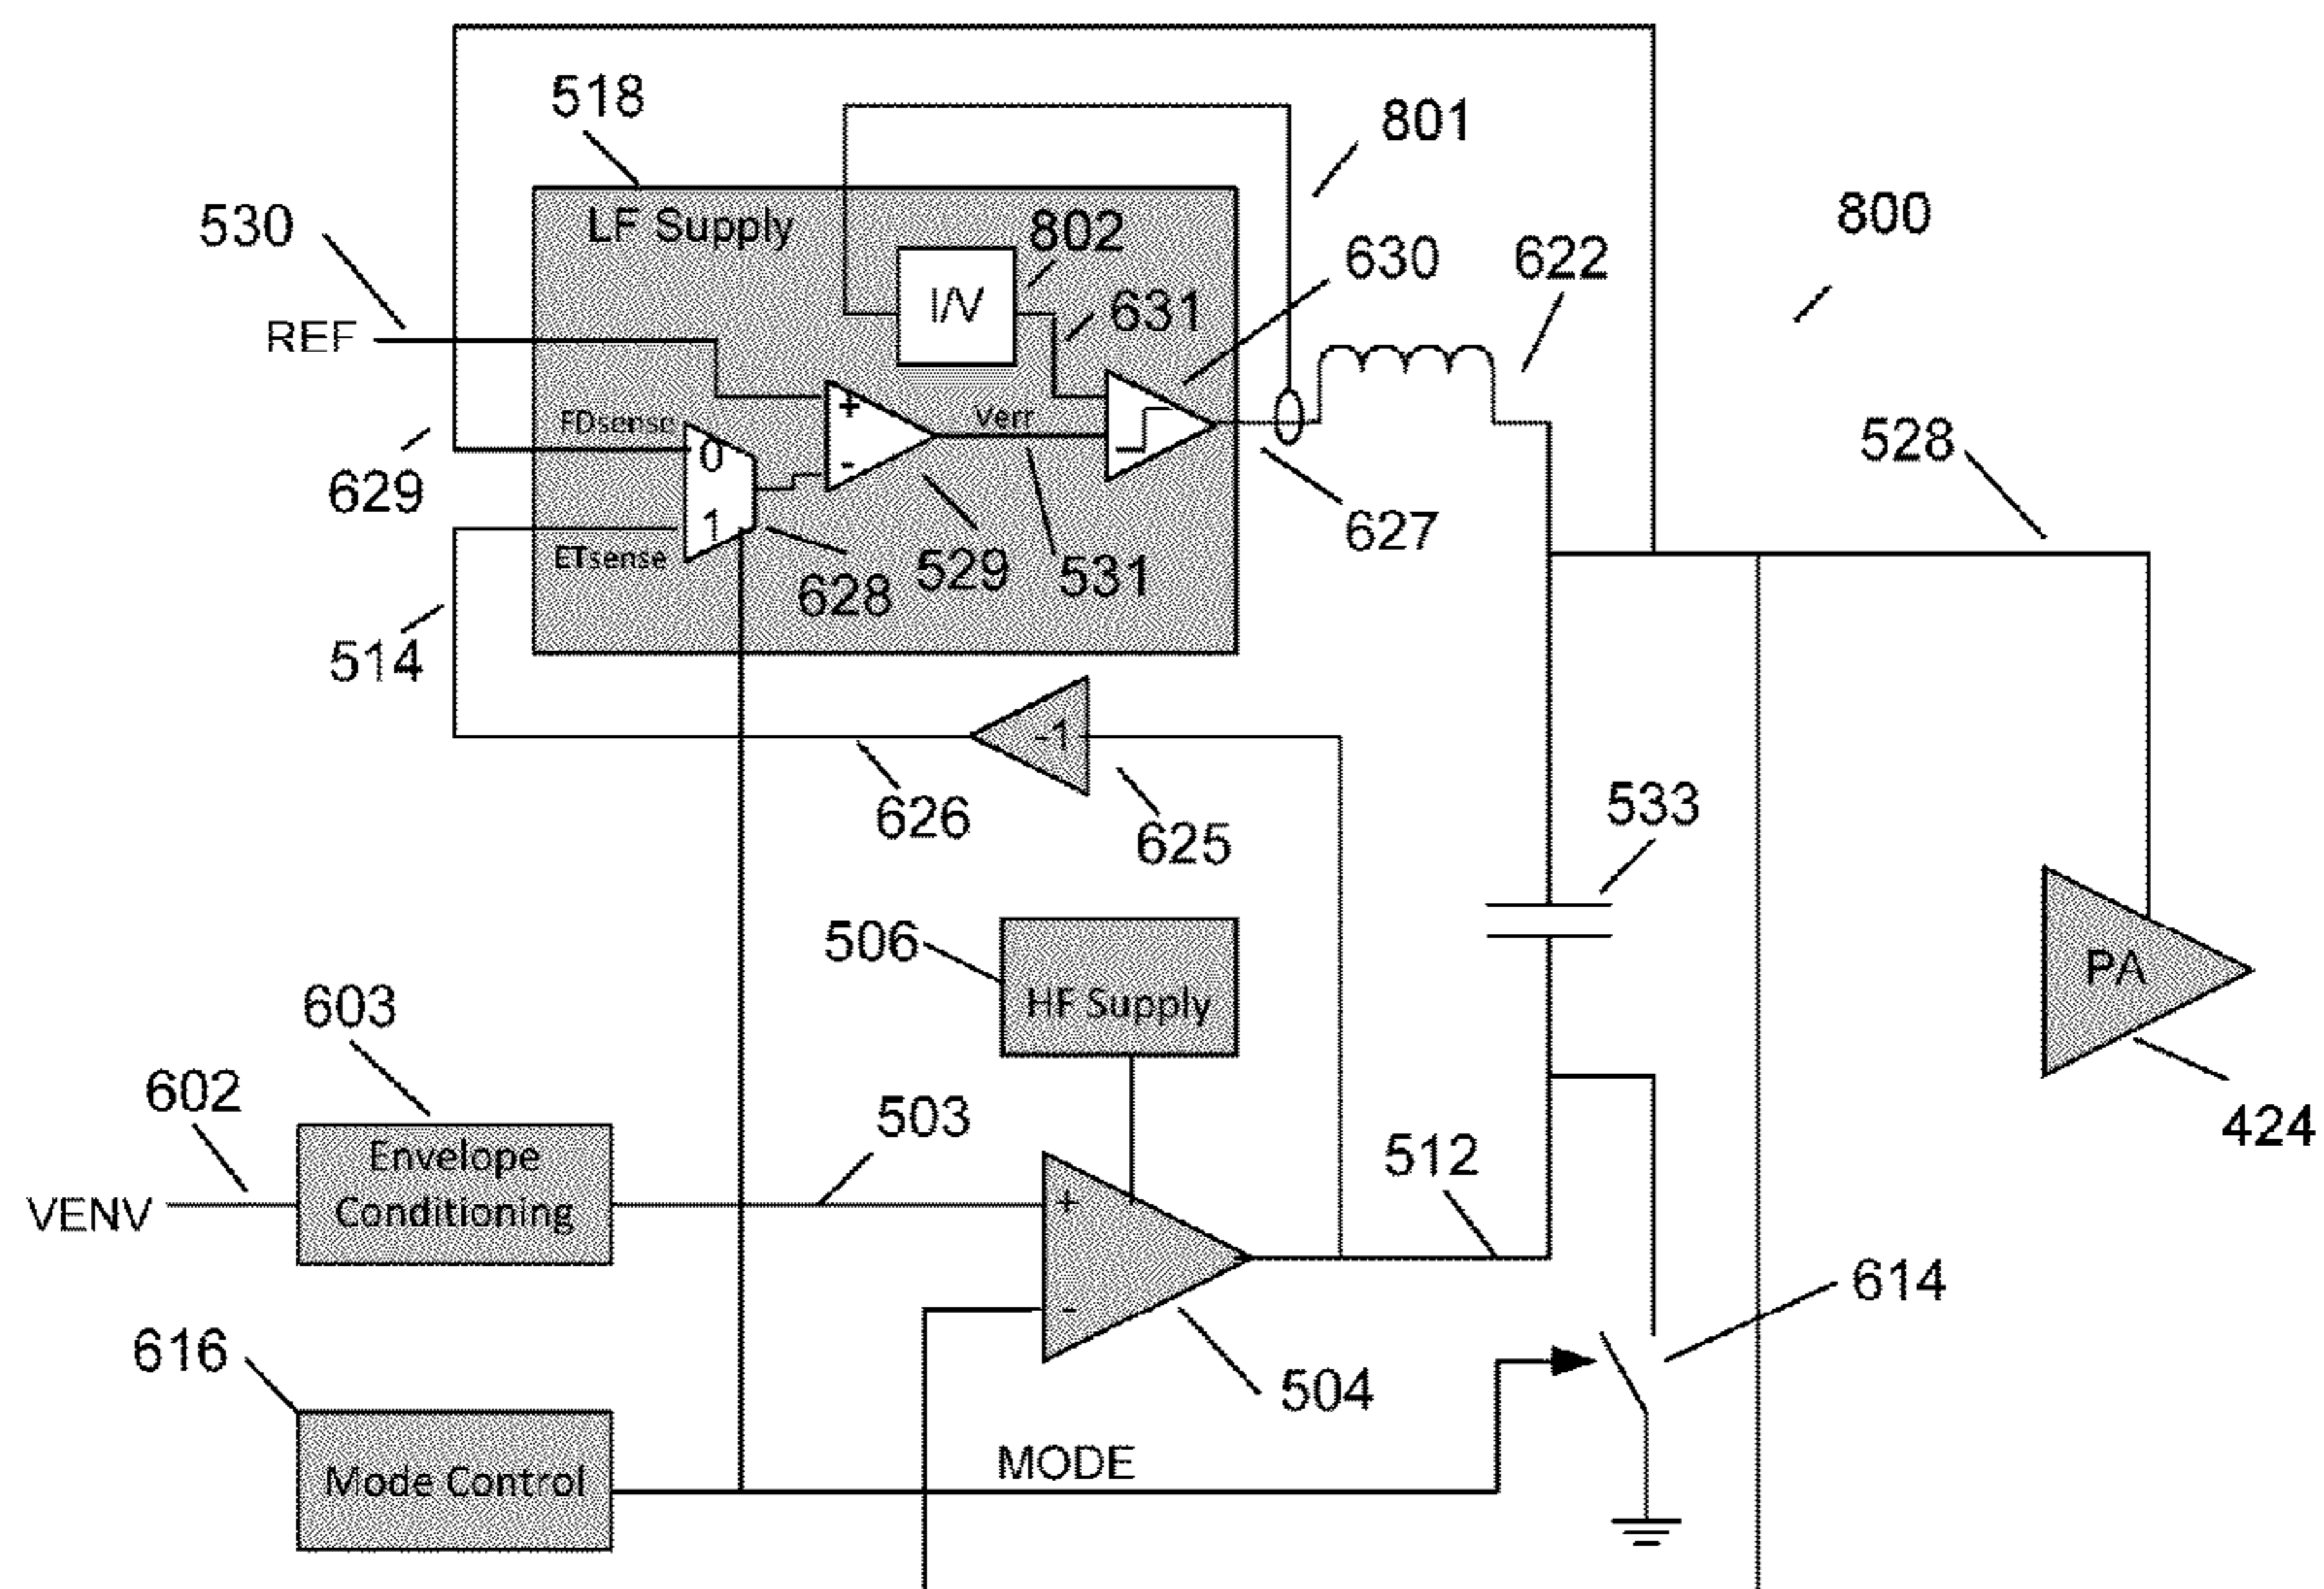 518
801
800
530
LF Supply
802
630
622
I/V
631
REF
528
FDsense
+
Verr
629
0
-
627
1
ETsense
529
531
628
514
-1
626
625
533
506
HF Supply
PA
603
602
503
424
Envelope
Conditioning
512
VENV
+
614
-
616
504
MODE
Mode Control